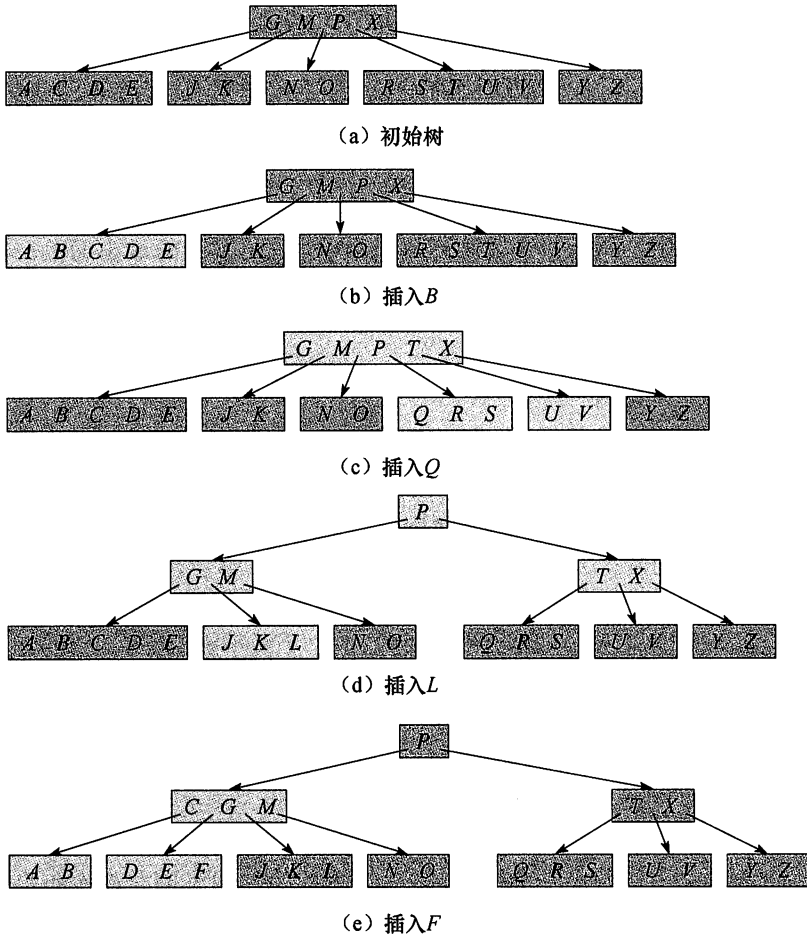 G M P X
A C D E J K N O R S T U V Y Z
（a）初始树
G M P X
A B C D E J K N O R S T U V Y Z
（b）插入B
G M P T X
A B C D E J K N O Q R S U V Y Z
（c）插入Q
P
G M T X
A B C D E J K L N O Q R S U V Y Z
（d）插入L
P
C G M T X
A B D E F J K L N O Q R S U V Y Z
（e）插入F